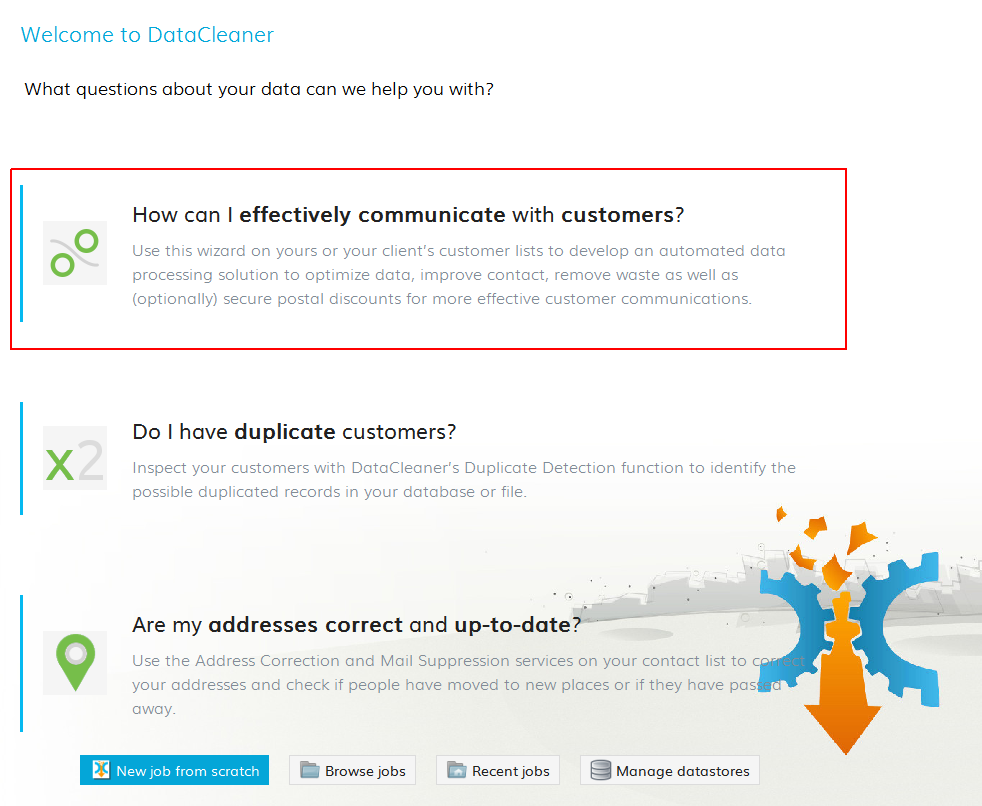 Welcome to DataCleaner
What questions about your data can we help you with?
How can I effectively communicate with customers?
Use this wizard on yours or your client's customer lists to develop an automated data
processing solution to optimize data, improve contact, remove waste as well as
(optionally) secure postal discounts for more effective customer communications.
x2
Do I have duplicate customers?
Inspect your customers with DataCleaner's Duplicate Detection function to identify the
possible duplicated records in your database or file.
Are my addresses correct and up-to-date?
Use the Address Correction and Mail Suppression services on your contact list to correct
your addresses and check if people have moved to new places or if they have passed
away.
New job from scratch Browse jobs Recent jobs Manage datastores